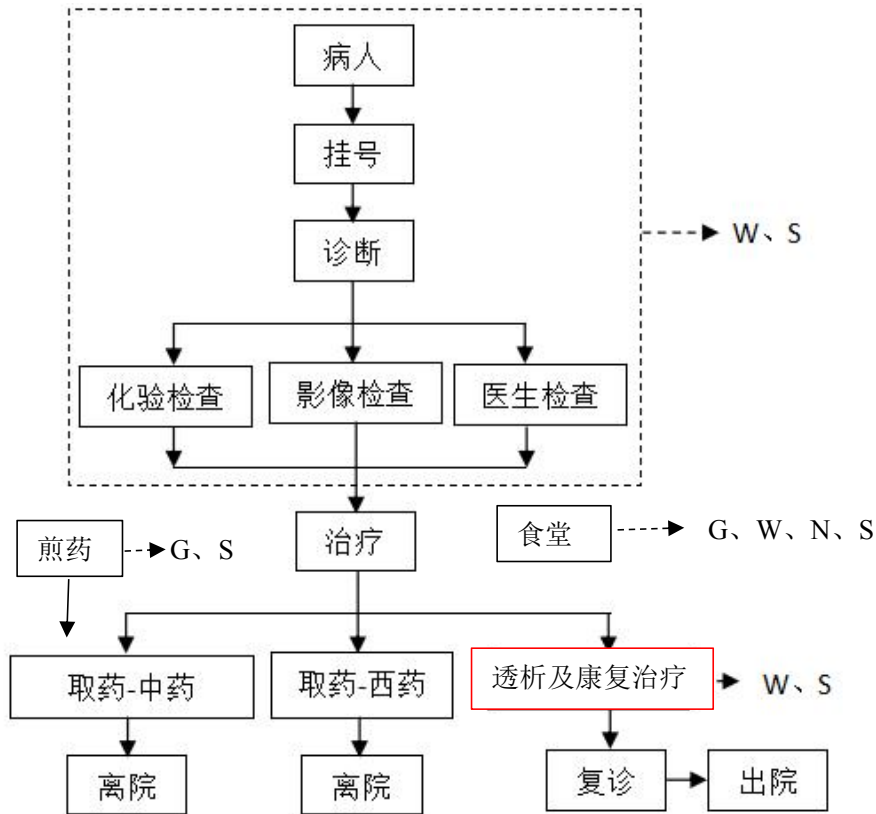 病人
挂号
诊断
W、S
化验检查
影像检查
医生检查
煎药
G、S
治疗
食堂
G、W、N、S
取药-中药
取药-西药
透析及康复治疗
W、S
离院
离院
复诊
出院